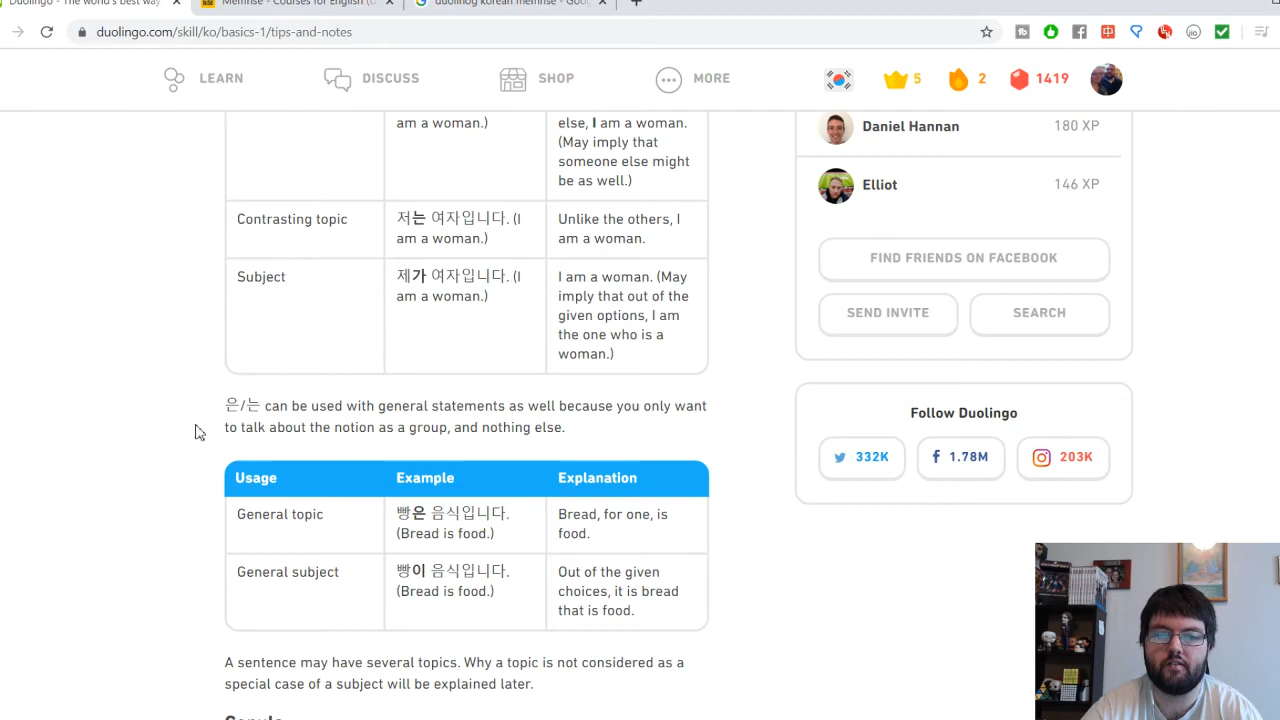 Duolingo - The world's best way
Memrise - Courses for English (
duolinog korean memrise - Goo
duolingo.com/skill/ko/basics-1/tips-and-notes
LEARN DISCUSS SHOP MORE 5 2 1419
am a woman.)
else, I am a woman.
(May imply that
someone else might
be as well.)
Contrasting topic
저는 여자입니다. (I
am a woman.)
Unlike the others, I
am a woman.
Subject
제가 여자입니다. (I
am a woman.)
I am a woman. (May
imply that out of the
given options, I am
the one who is a
woman.)
은/는 can be used with general statements as well because you only want
to talk about the notion as a group, and nothing else.
Usage Example Explanation
General topic
빵은 음식입니다.
(Bread is food.)
Bread, for one, is
food.
General subject
빵이 음식입니다.
(Bread is food.)
Out of the given
choices, it is bread
that is food.
A sentence may have several topics. Why a topic is not considered as a
special case of a subject will be explained later.
Copula
Daniel Hannan 180 XP
Elliot 146 XP
FIND FRIENDS ON FACEBOOK
SEND INVITE SEARCH
Follow Duolingo
332K 1.78M 203K